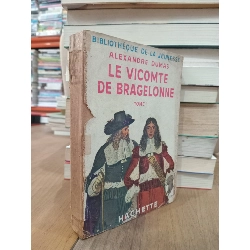 BIBLIOTHÈQUE DE LA JEUNESSE
ALEXANDRE DUMAS
LE VICOMTE
DE BRAGELONNE
HACHETTE